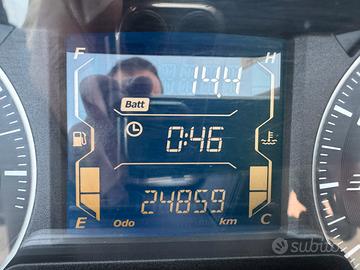 F H
14.4
Batt
0:46
24859
E Odo km C
Subito